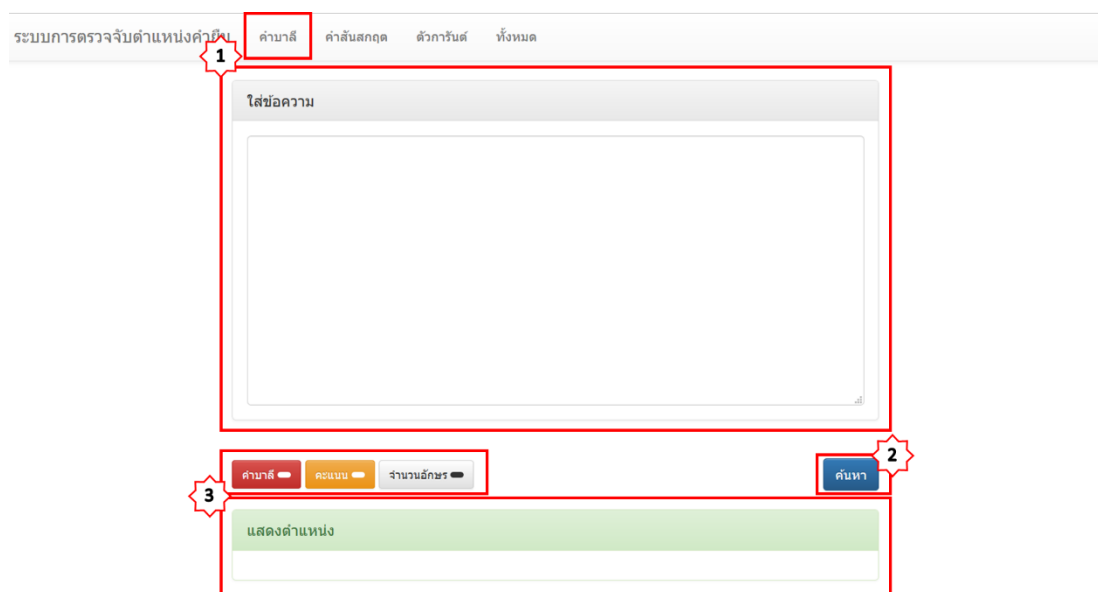 ระบบการตรวจจับตำแหน่งคำยืม คำบาลี คำสันสกฤต ตัวการันต์ ทั้งหมด
1
ใส่ข้อความ
2
คำบาลี คะแนน จำนวนอักษร ค้นหา
3
แสดงตำแหน่ง